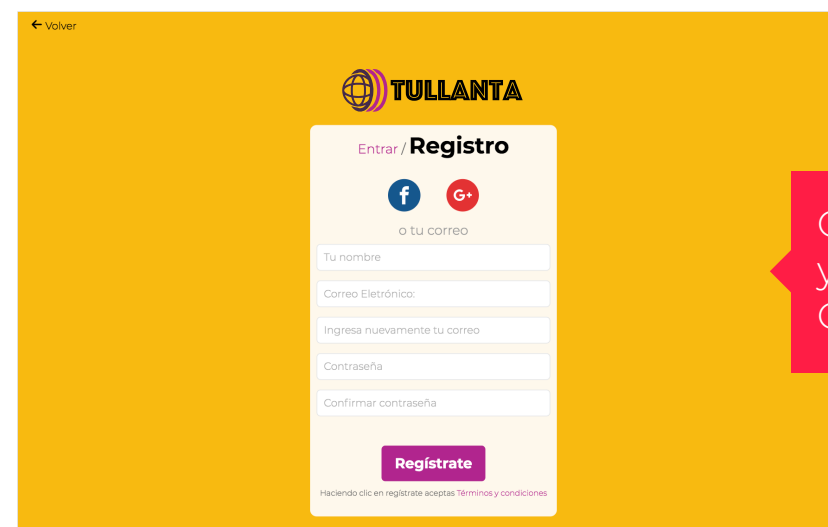 Volver
TULLANTA
Entrar / Registro
f G+
o tu correo
Tu nombre
Correo Eletrónico:
Ingresa nuevamente tu correo
Contraseña
Confirmar contraseña
Regístrate
Haciendo clic en regístrate aceptas Términos y condiciones